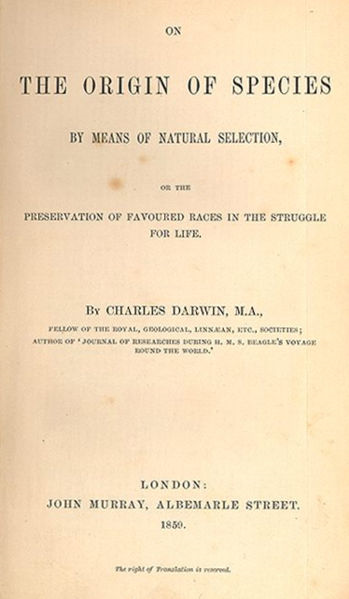 ON
THE ORIGIN OF SPECIES
BY MEANS OF NATURAL SELECTION,
OR THE
PRESERVATION OF FAVOURED RACES IN THE STRUGGLE
FOR LIFE.
BY CHARLES DARWIN, M.A.,
FELLOW OF THE ROYAL, GEOLOGICAL, LINNÆAN, ETC., SOCIETIES;
AUTHOR OF 'JOURNAL OF RESEARCHES DURING H. M. S. BEAGLE'S VOYAGE
ROUND THE WORLD.'
LONDON:
JOHN MURRAY, ALBEMARLE STREET.
1859.
The right of Translation is reserved.